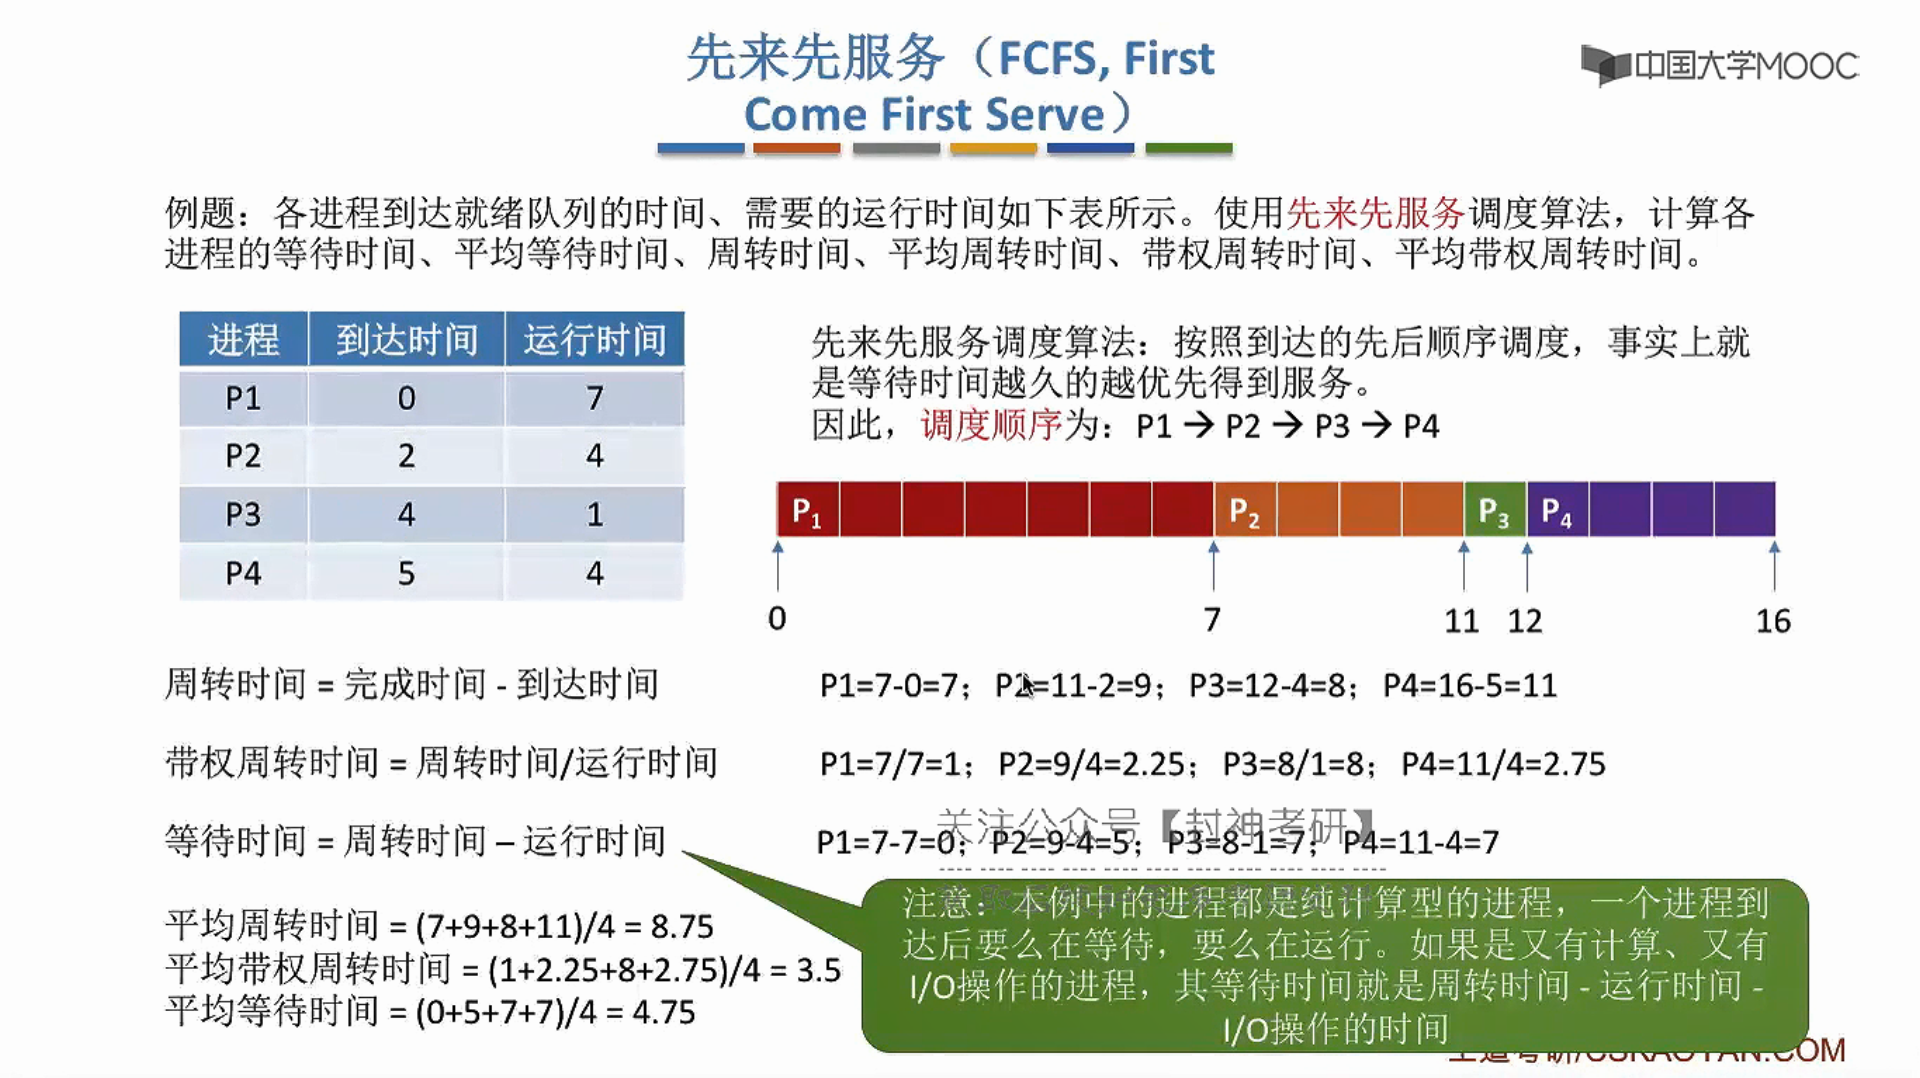 先来先服务（FCFS, First
Come First Serve）
中国大学MOOC
例题：各进程到达就绪队列的时间、需要的运行时间如下表所示。使用先来先服务调度算法，计算各
进程的等待时间、平均等待时间、周转时间、平均周转时间、带权周转时间、平均带权周转时间。
进程 到达时间 运行时间
P1 0 7
P2 2 4
P3 4 1
P4 5 4
先来先服务调度算法：按照到达的先后顺序调度，事实上就
是等待时间越久的越优先得到服务。
因此，调度顺序为：P1 → P2 → P3 → P4
P1 P2 P3 P4
0 7 11 12 16
周转时间 = 完成时间 - 到达时间
P1=7-0=7；P2=11-2=9；P3=12-4=8；P4=16-5=11
带权周转时间 = 周转时间/运行时间
P1=7/7=1；P2=9/4=2.25；P3=8/1=8；P4=11/4=2.75
关注公众号【封神考研】
等待时间 = 周转时间 – 运行时间
P1=7-7=0；P2=9-4=5；P3=8-1=7；P4=11-4=7
注意：本例中的进程都是纯计算型的进程，一个进程到
达后要么在等待，要么在运行。如果是又有计算、又有
I/O操作的进程，其等待时间就是周转时间 - 运行时间 -
I/O操作的时间
平均周转时间 = (7+9+8+11)/4 = 8.75
平均带权周转时间 = (1+2.25+8+2.75)/4 = 3.5
平均等待时间 = (0+5+7+7)/4 = 4.75
王道考研/CSKAOYAN.COM